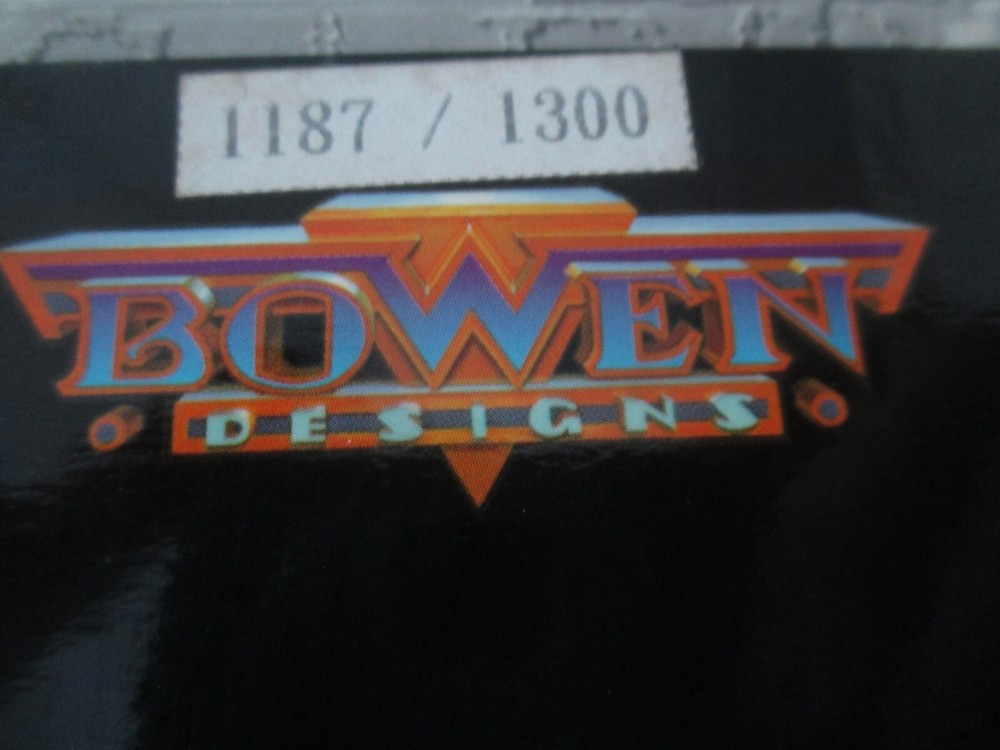 1187 / 1300
BOWEN
DESIGNS